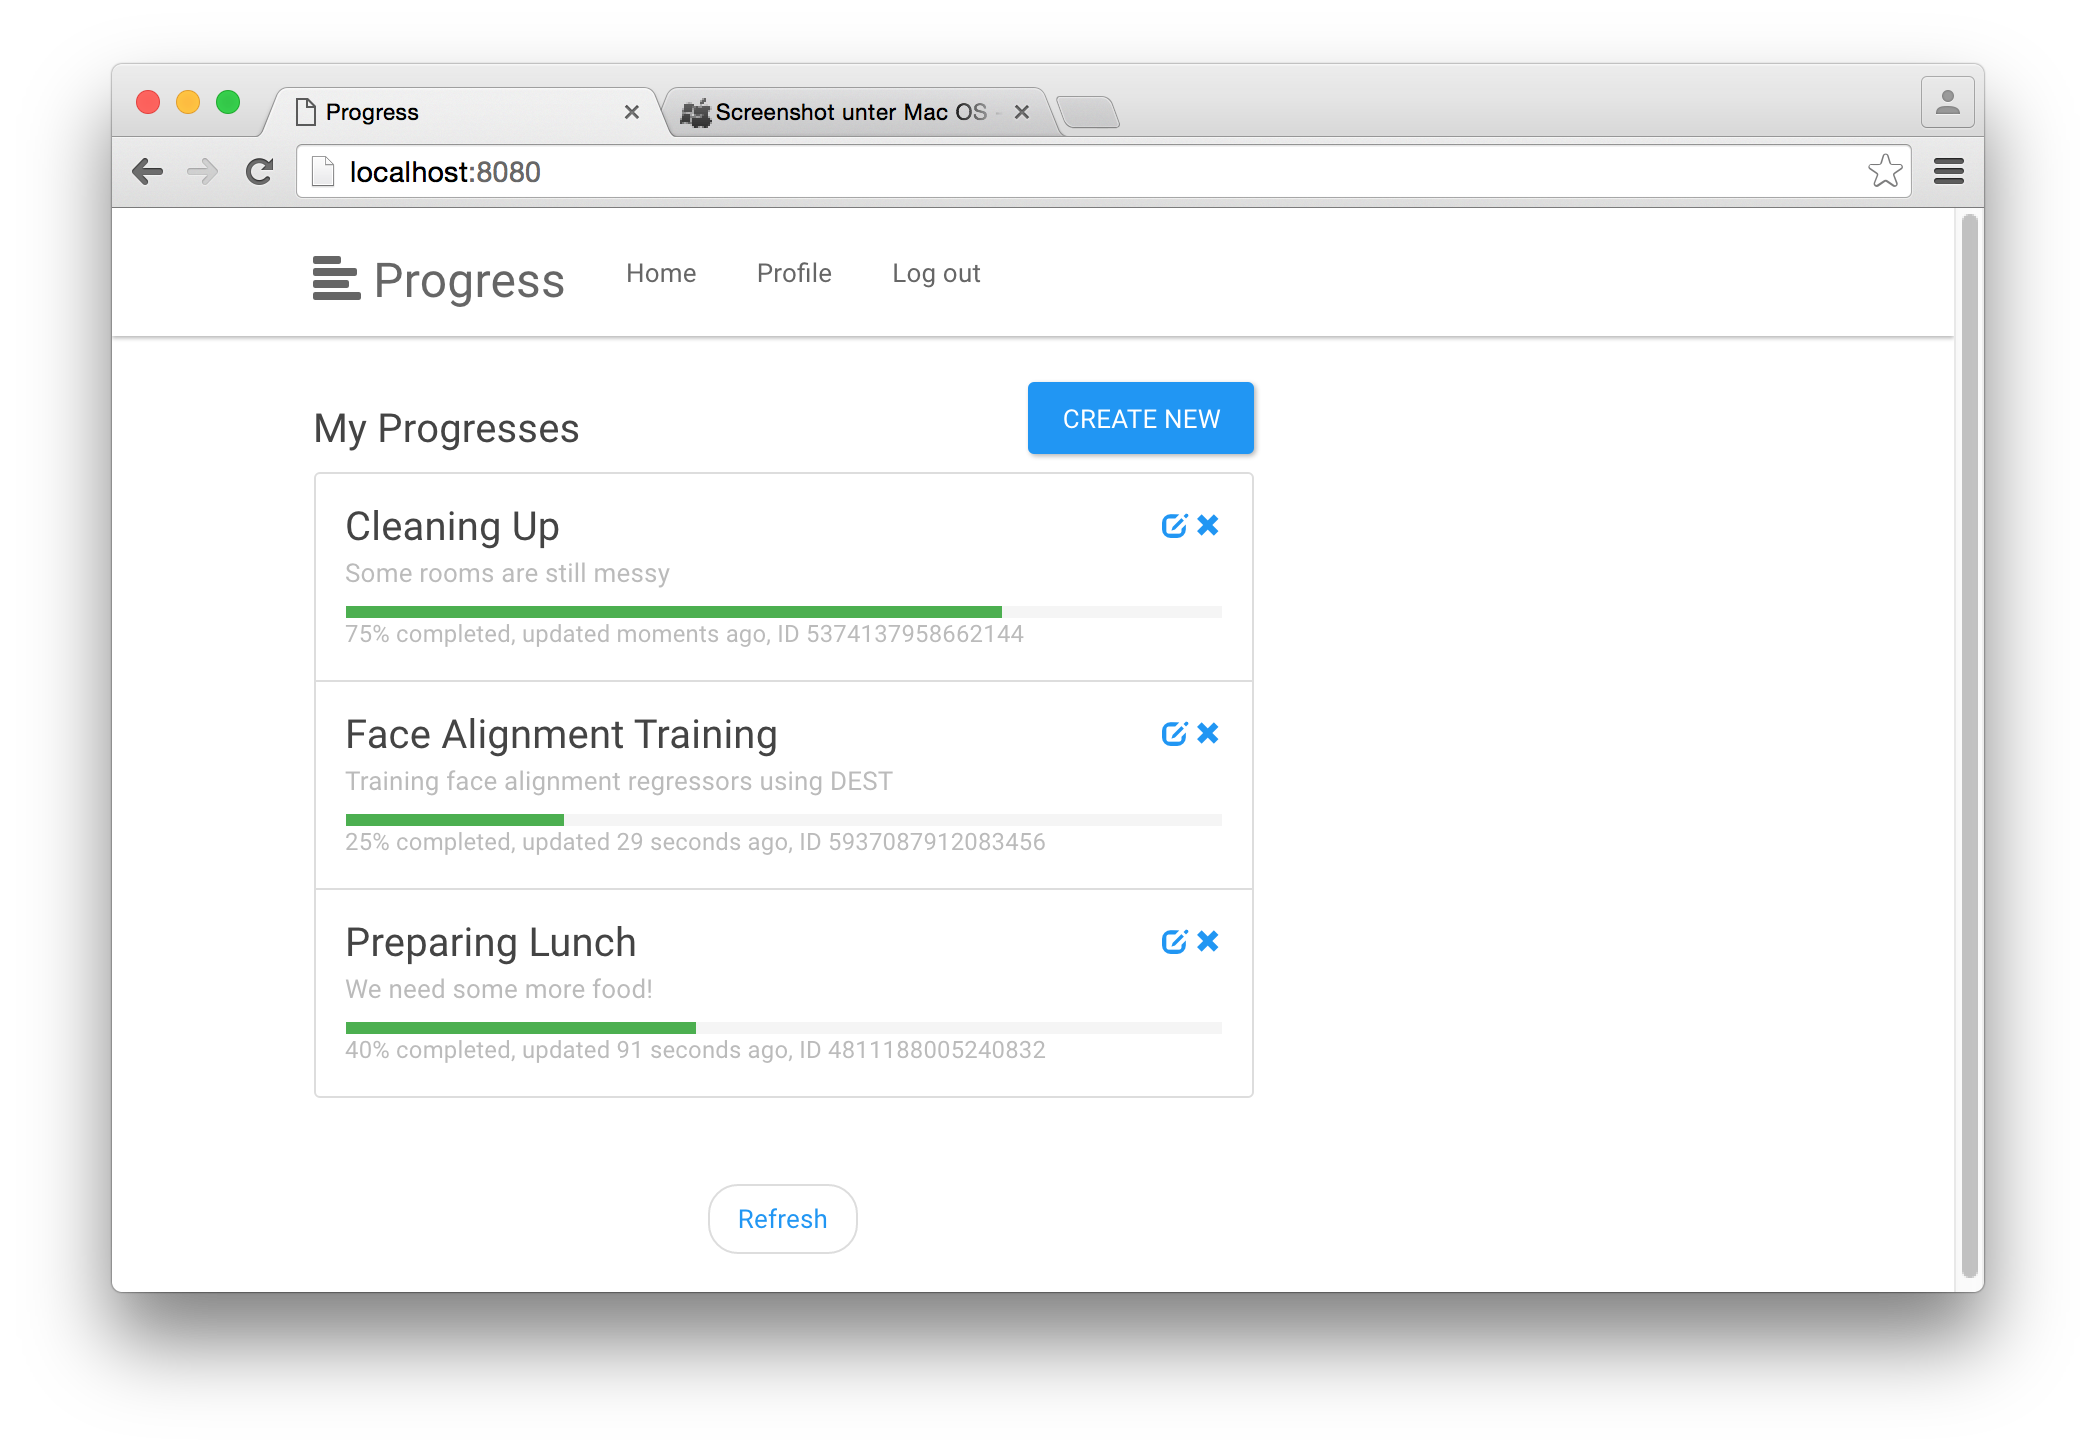 Progress
Screenshot unter Mac OS
localhost:8080
Progress
Home Profile Log out
My Progresses
CREATE NEW
Cleaning Up
Some rooms are still messy
75% completed, updated moments ago, ID 5374137958662144
Face Alignment Training
Training face alignment regressors using DEST
25% completed, updated 29 seconds ago, ID 5937087912083456
Preparing Lunch
We need some more food!
40% completed, updated 91 seconds ago, ID 4811188005240832
Refresh